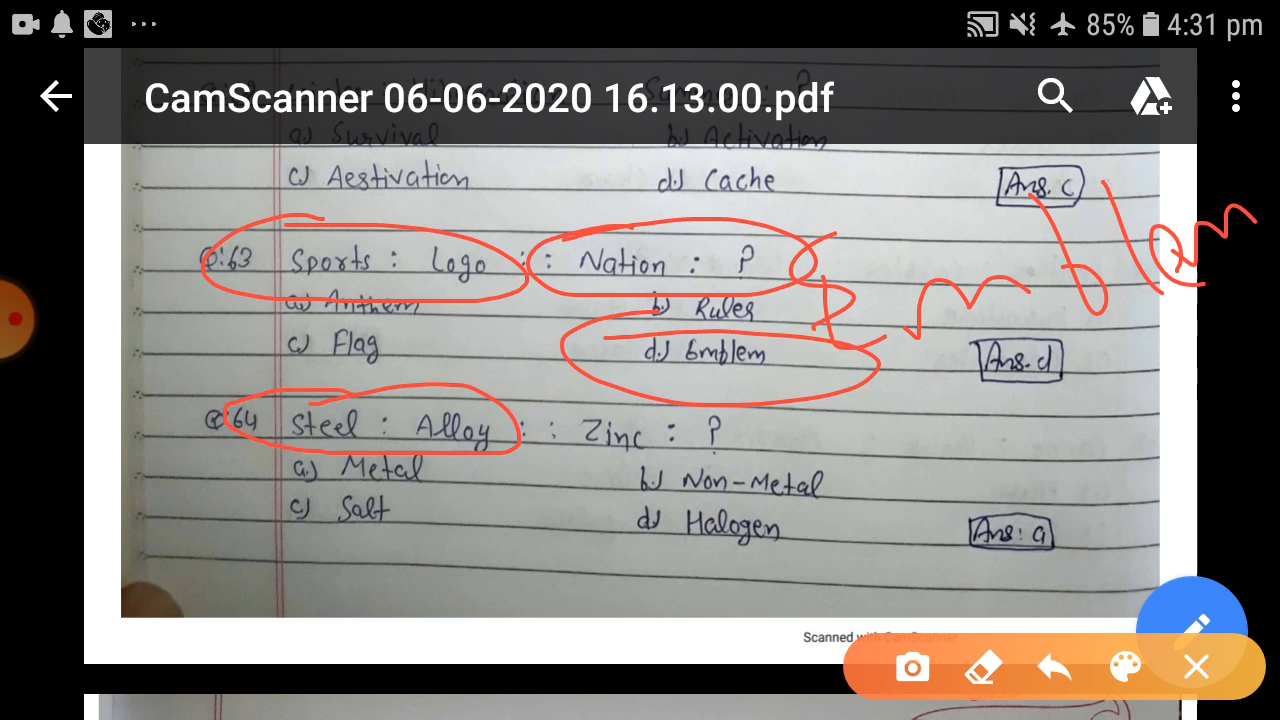 85% 4:31 pm
CamScanner 06-06-2020 16.13.00.pdf
a.) Survival b.) Activation
c.) Aestivation d.) Cache Ans. c
Q:63 Sports : Logo : : Nation : ?
a.) Anthem b.) Rules
c.) Flag d.) Emblem Ans. d
Emblem
Q:64 Steel : Alloy : : Zinc : ?
a.) Metal b.) Non-Metal
c.) Salt d.) Halogen Ans: a
Scanned with CamScanner